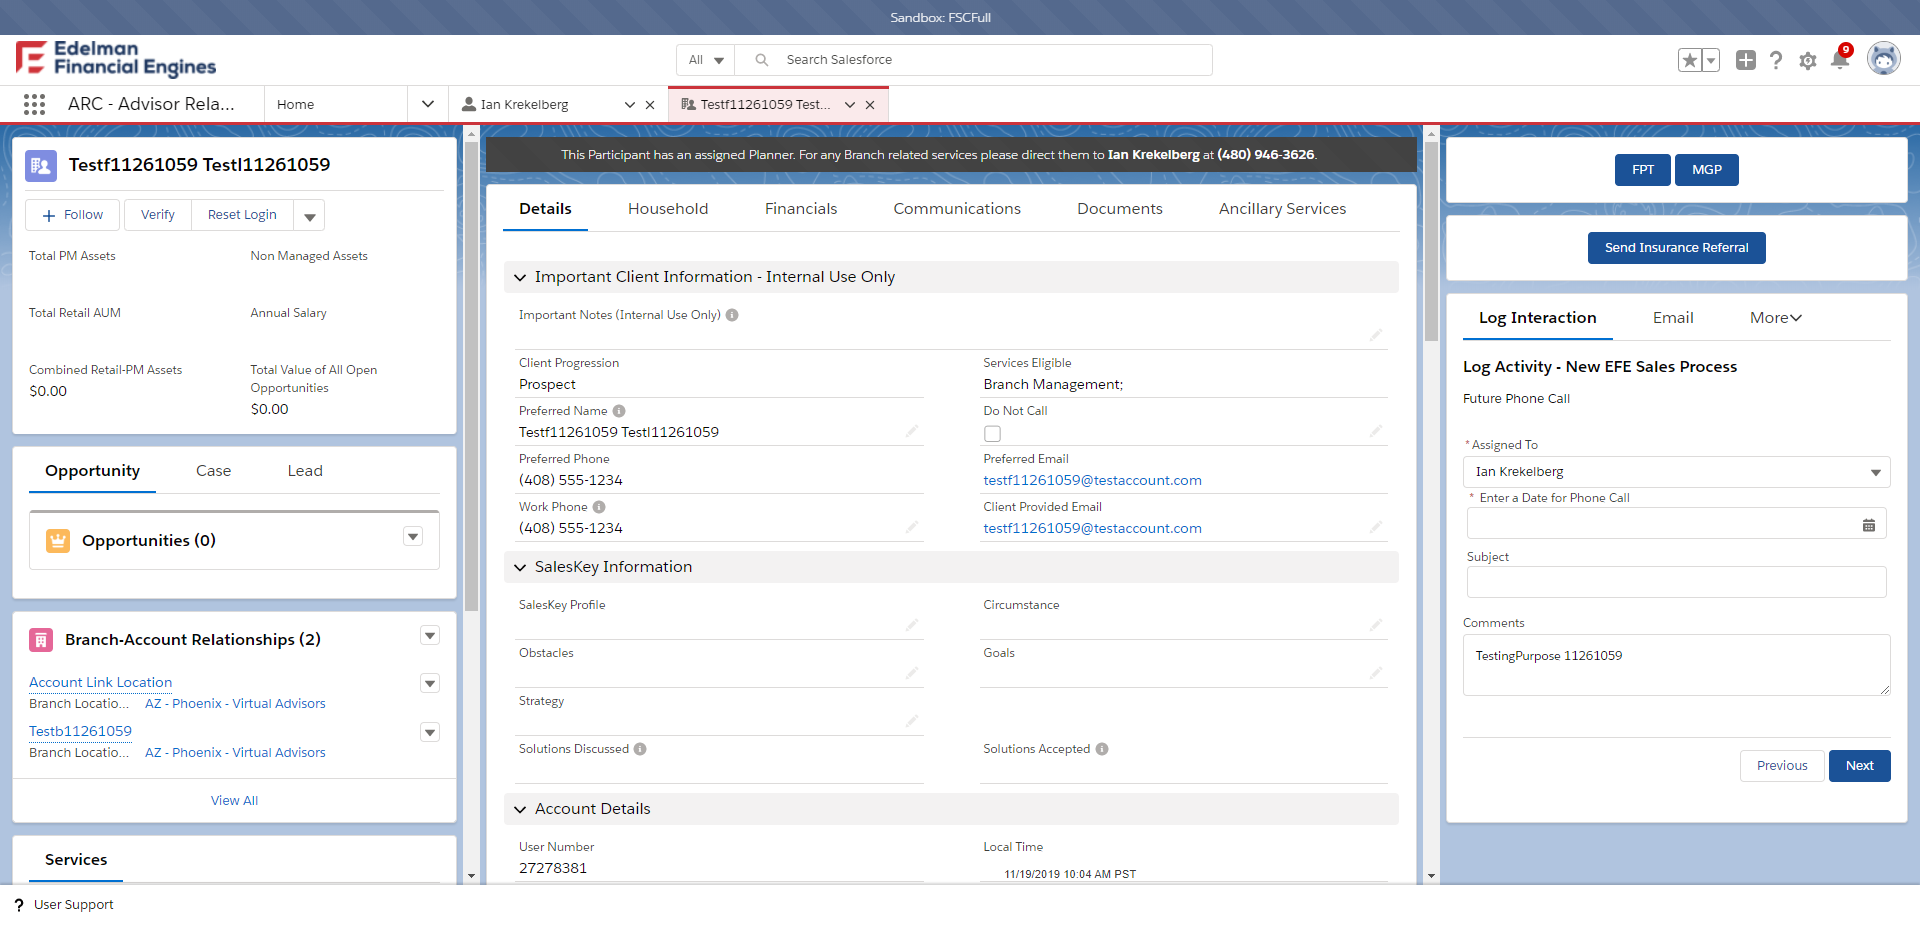 Sandbox: FSCFull
Edelman
Financial Engines
All
Search Salesforce
9
ARC - Advisor Rela...
Home
Ian Krekelberg
Testf11261059 Test...
Testf11261059 Testl11261059
Follow
Verify
Reset Login
Total PM Assets
Non Managed Assets
Total Retail AUM
Annual Salary
Combined Retail-PM Assets
$0.00
Total Value of All Open
Opportunities
$0.00
Opportunity
Case
Lead
Opportunities (0)
Branch-Account Relationships (2)
Account Link Location
Branch Locatio... AZ - Phoenix - Virtual Advisors
Testb11261059
Branch Locatio... AZ - Phoenix - Virtual Advisors
View All
Services
This Participant has an assigned Planner. For any Branch related services please direct them to Ian Krekelberg at (480) 946-3626.
Details
Household
Financials
Communications
Documents
Ancillary Services
Important Client Information - Internal Use Only
Important Notes (Internal Use Only)
Client Progression
Prospect
Services Eligible
Branch Management;
Preferred Name
Testf11261059 Testl11261059
Do Not Call
Preferred Phone
(408) 555-1234
Preferred Email
testf11261059@testaccount.com
Work Phone
(408) 555-1234
Client Provided Email
testf11261059@testaccount.com
SalesKey Information
SalesKey Profile
Circumstance
Obstacles
Goals
Strategy
Solutions Discussed
Solutions Accepted
Account Details
User Number
27278381
Local Time
11/19/2019 10:04 AM PST
FPT
MGP
Send Insurance Referral
Log Interaction
Email
More
Log Activity - New EFE Sales Process
Future Phone Call
* Assigned To
Ian Krekelberg
* Enter a Date for Phone Call
Subject
Comments
TestingPurpose 11261059
Previous
Next
? User Support